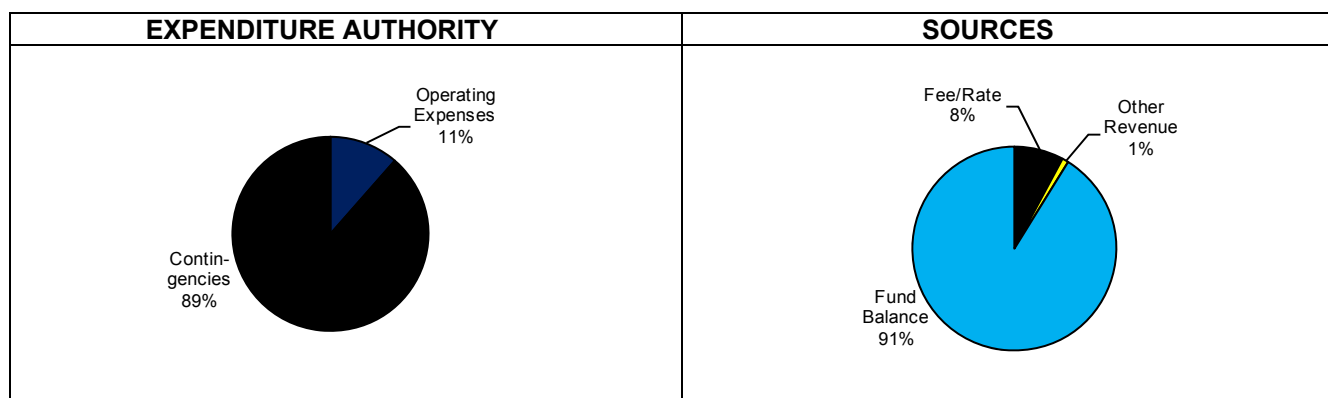 EXPENDITURE AUTHORITY
Operating
Expenses
11%
Contin-
gencies
89%
SOURCES
Fee/Rate
8%
Other
Revenue
1%
Fund
Balance
91%